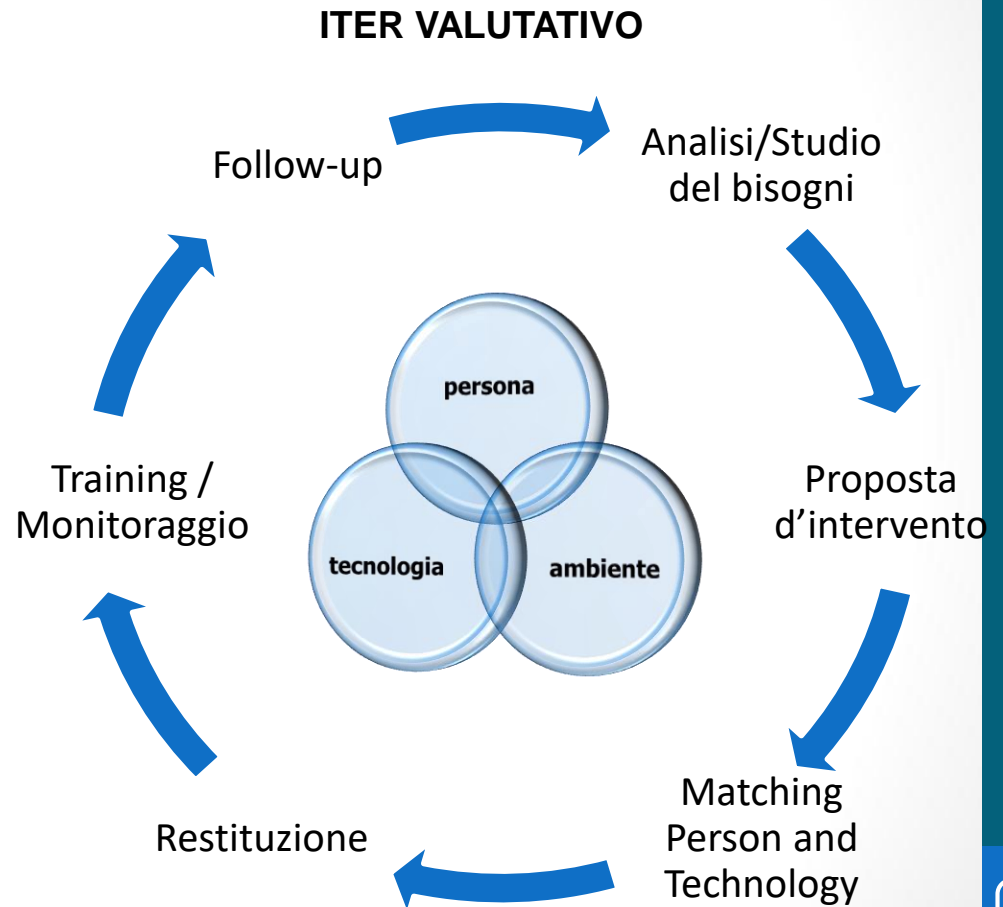 ITER VALUTATIVO
Follow-up
Analisi/Studio
del bisogni
Proposta
d'intervento
Matching
Person and
Technology
Restituzione
Training /
Monitoraggio
persona
tecnologia
ambiente